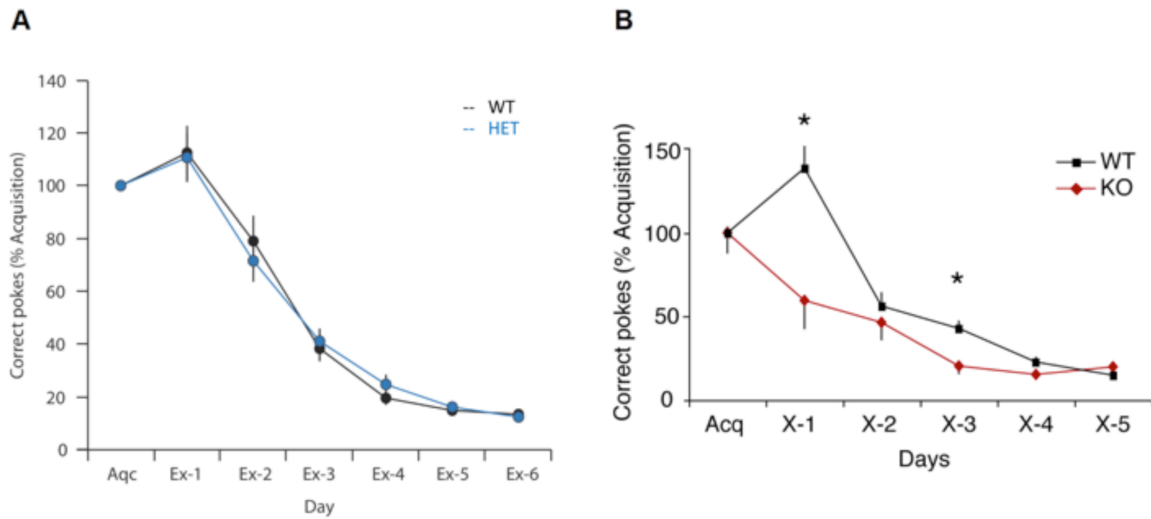 A
140
120
100
80
60
40
20
0
Correct pokes (% Acquisition)
-- WT
-- HET
Aqc Ex-1 Ex-2 Ex-3 Ex-4 Ex-5 Ex-6
Day
B
150
100
50
0
Correct pokes (% Acquisition)
*
*
WT
KO
Acq X-1 X-2 X-3 X-4 X-5
Days